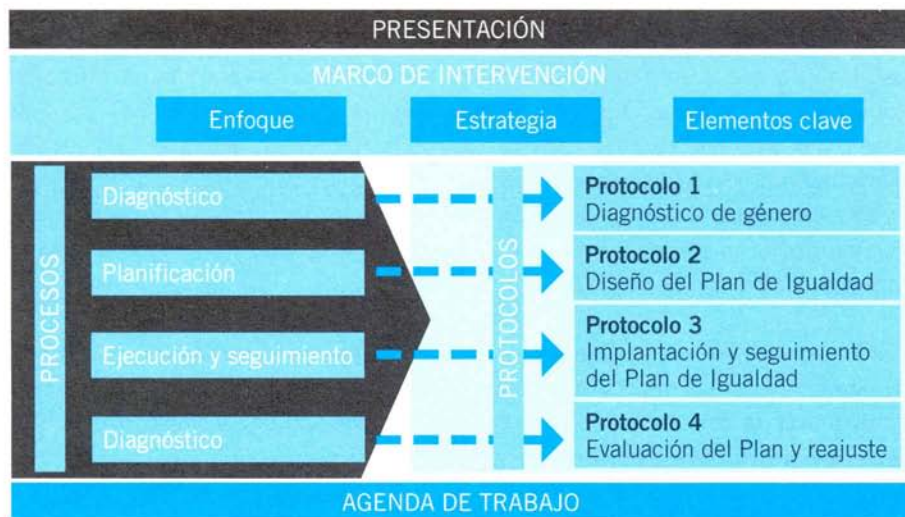 PRESENTACIÓN
MARCO DE INTERVENCIÓN
Enfoque
Estrategia
Elementos clave
PROCESOS
Diagnóstico
Planificación
Ejecución y seguimiento
Diagnóstico
PROTOCOLOS
Protocolo 1
Diagnóstico de género
Protocolo 2
Diseño del Plan de Igualdad
Protocolo 3
Implantación y seguimiento
del Plan de Igualdad
Protocolo 4
Evaluación del Plan y reajuste
AGENDA DE TRABAJO